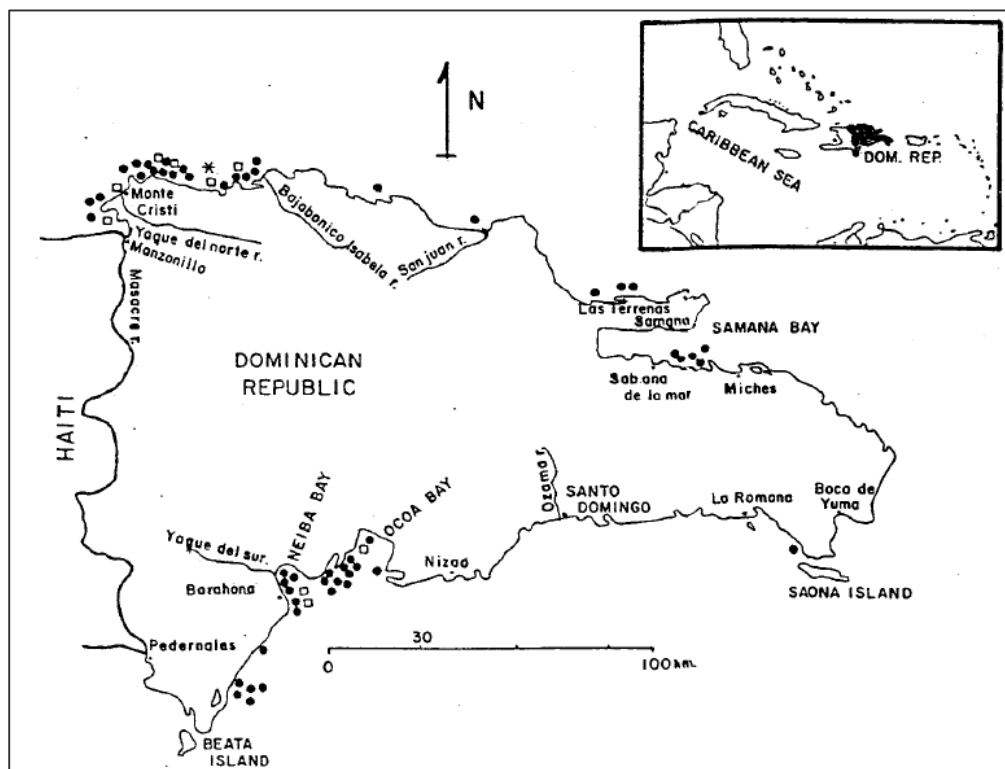 N
CARIBBEAN SEA
DOM. REP.
Monte
Cristi
Yaque del norte r.
Manzonillo
Masacre r.
Bajabonico Isabela r.
San juan r.
Las Terrenas
Samana
SAMANA BAY
Sabana
de la mar
Miches
DOMINICAN
REPUBLIC
HAITI
Ozama r.
SANTO
DOMINGO
La Romana
Boca de
Yuma
SAONA ISLAND
NEIBA BAY
OCOA BAY
Yaque del sur.
Barahona
Nizao
Pedernales
30
0
100 km.
BEATA
ISLAND